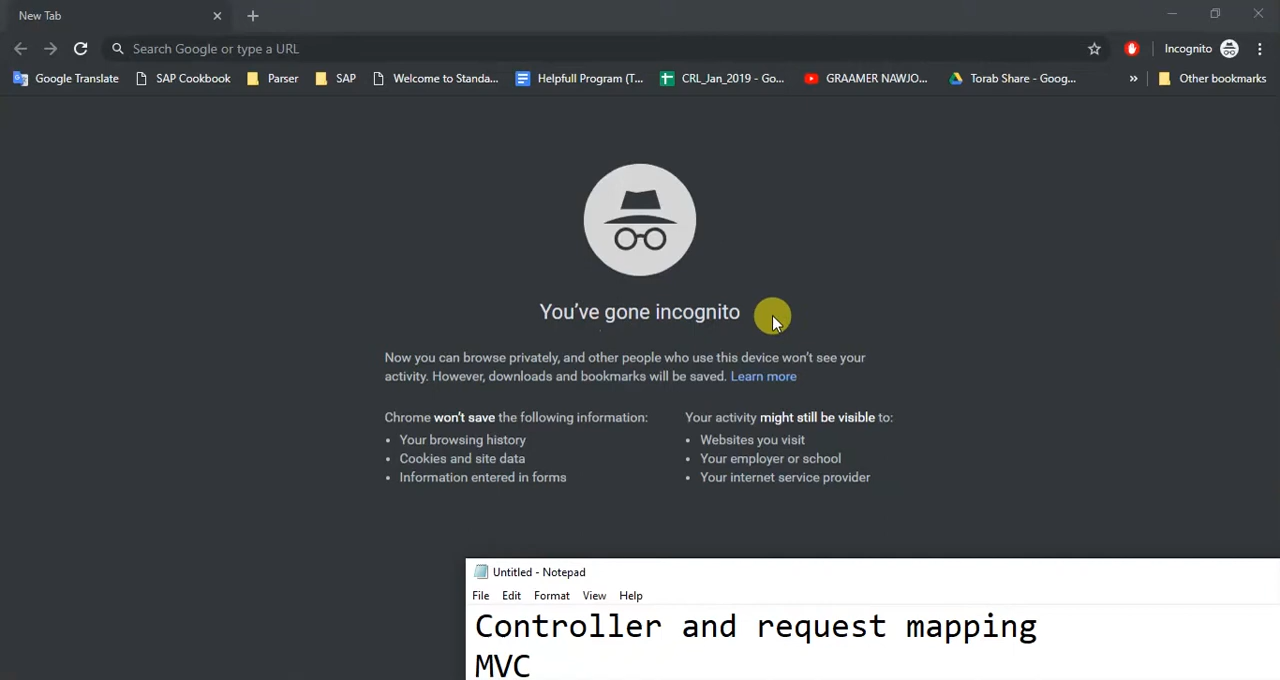 New Tab
Search Google or type a URL
Incognito
Google Translate SAP Cookbook Parser SAP Welcome to Standa... Helpfull Program (T... CRL_Jan_2019 - Go... GRAAMER NAWJO... Torab Share - Goog... » Other bookmarks
You've gone incognito
Now you can browse privately, and other people who use this device won't see your
activity. However, downloads and bookmarks will be saved. Learn more
Chrome won't save the following information:
• Your browsing history
• Cookies and site data
• Information entered in forms
Your activity might still be visible to:
• Websites you visit
• Your employer or school
• Your internet service provider
Untitled - Notepad
File Edit Format View Help
Controller and request mapping
MVC